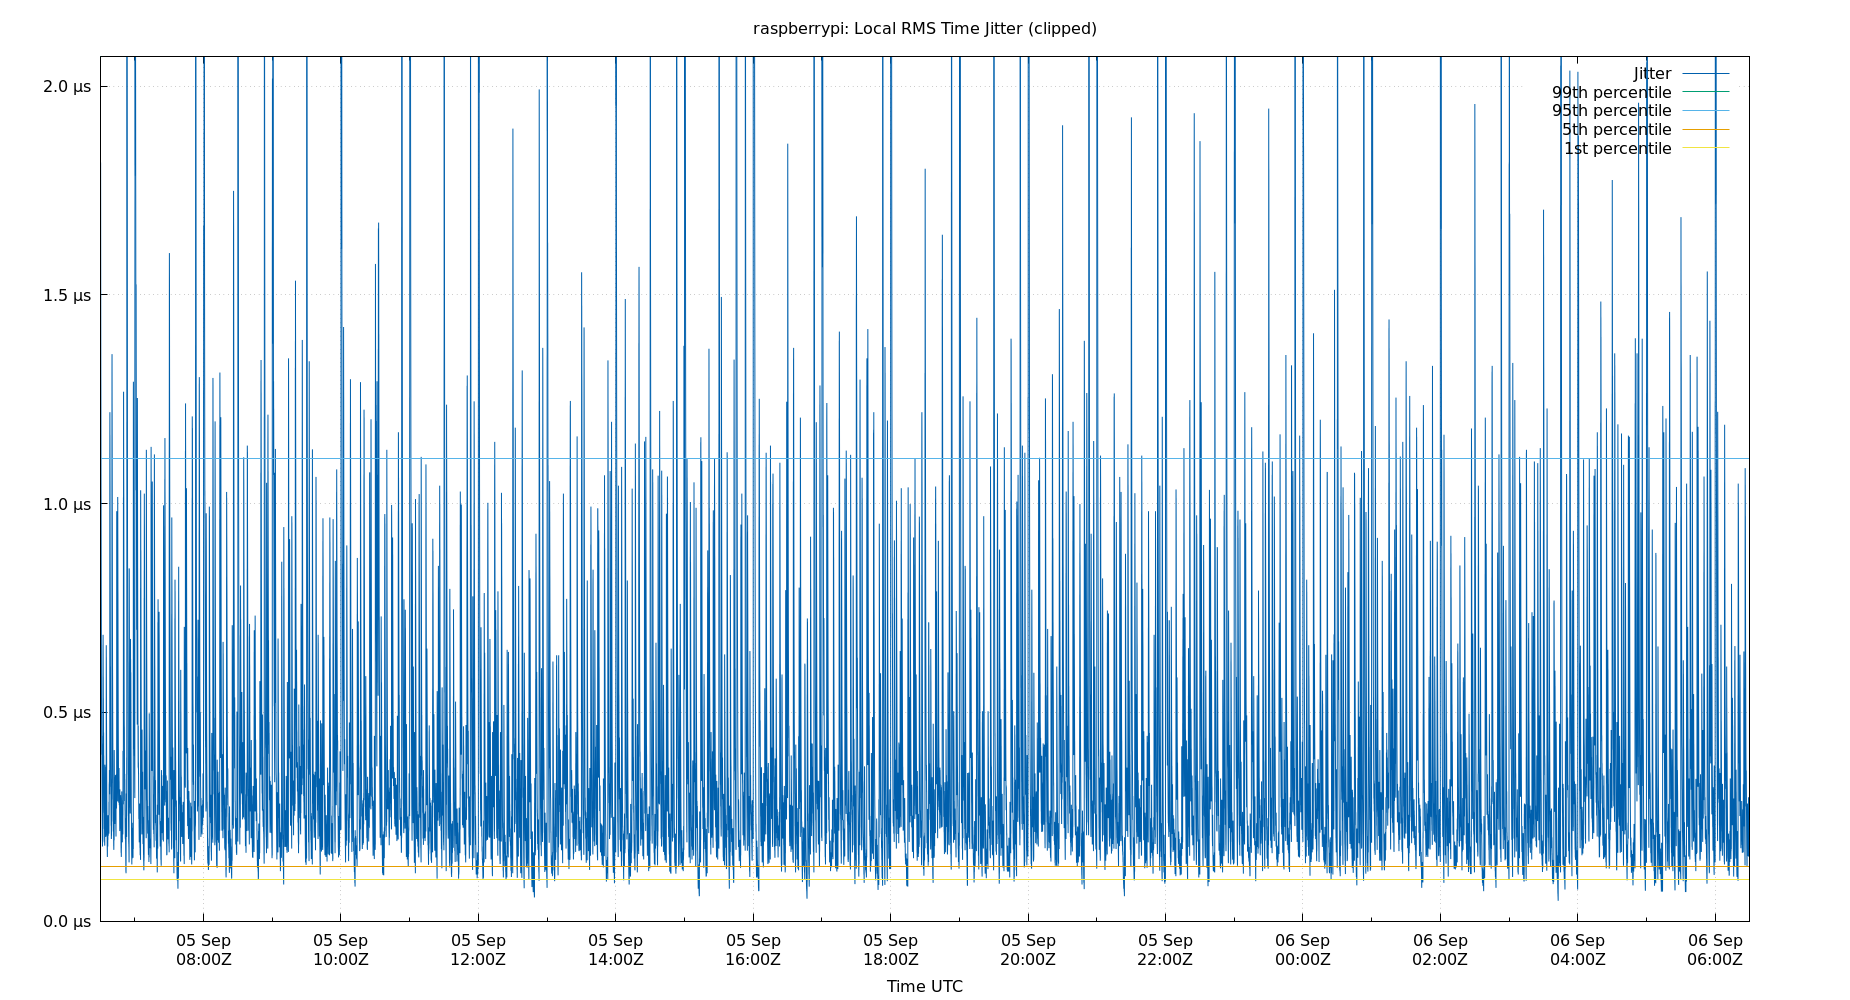 raspberrypi: Local RMS Time Jitter (clipped)
Jitter
99th percentile
95th percentile
5th percentile
1st percentile
2.0 µs
1.5 µs
1.0 µs
0.5 µs
0.0 µs
05 Sep 05 Sep 05 Sep 05 Sep 05 Sep 05 Sep 05 Sep 05 Sep 06 Sep 06 Sep 06 Sep 06 Sep
08:00Z 10:00Z 12:00Z 14:00Z 16:00Z 18:00Z 20:00Z 22:00Z 00:00Z 02:00Z 04:00Z 06:00Z
Time UTC